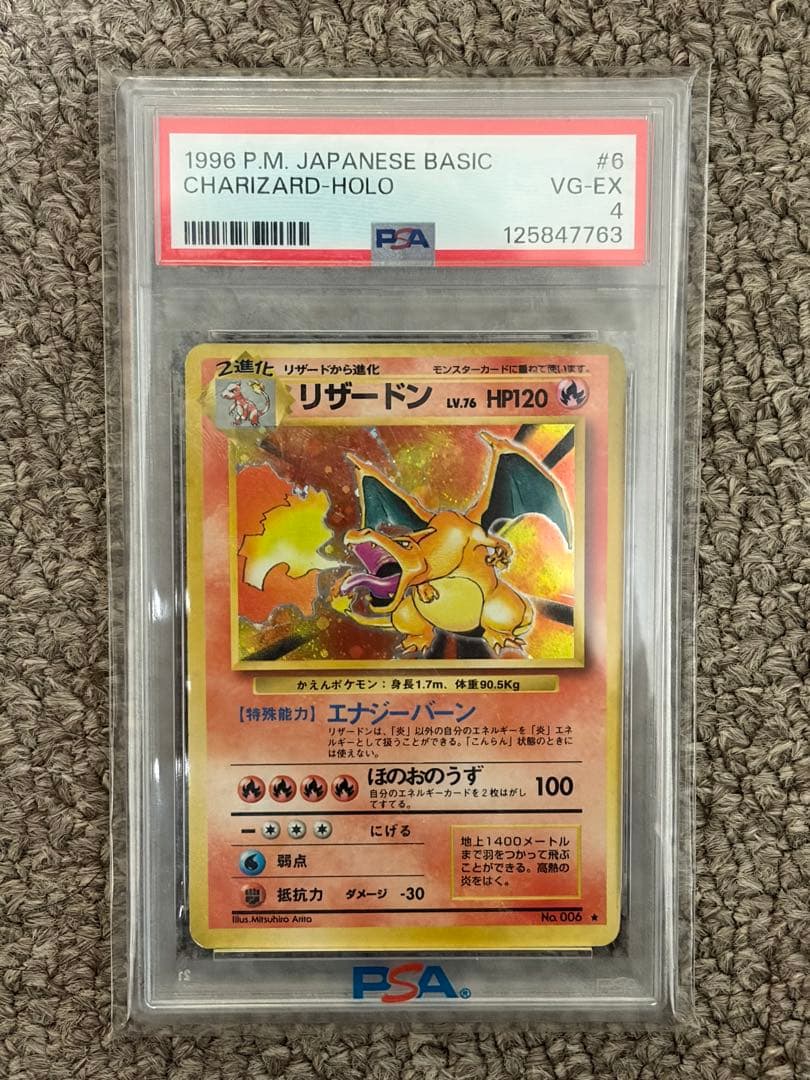 1996 P.M. JAPANESE BASIC #6
CHARIZARD-HOLO VG-EX
4
PSA 125847763
2進化 リザードから進化 モンスターカードに重ねて使います。
リザードン LV.76 HP120
かえんポケモン：身長1.7m、体重90.5Kg
【特殊能力】エナジーバーン
リザードンは、「炎」以外の自分のエネルギーを「炎」エネ
ルギーとして扱うことができる。「こんらん」状態のときに
は使えない。
ほのおのうず 100
自分のエネルギーカードを2枚はがし
てすてる。
にげる
弱点
抵抗力 ダメージ -30
地上1400メートル
まで羽をつかって飛ぶ
ことができる。高熱の
炎をはく。
Illus.Mitsuhiro Arita No.006 ★
PSA®